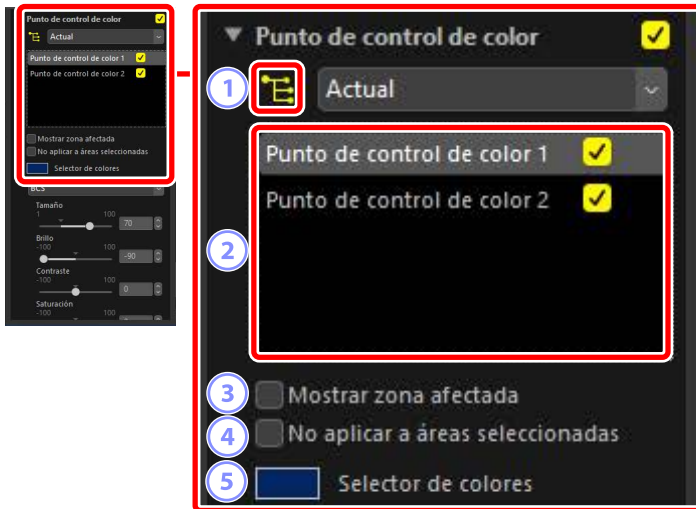 Punto de control de color
Actual
Punto de control de color 1
Punto de control de color 2
Mostrar zona afectada
No aplicar a áreas seleccionadas
Selector de colores
BCS
Tamaño
1 100
70
Brillo
-100 100
-90
Contraste
-100 100
0
Saturación
-100 100
Punto de control de color
1 Actual
Punto de control de color 1
Punto de control de color 2
2
3 Mostrar zona afectada
4 No aplicar a áreas seleccionadas
5 Selector de colores